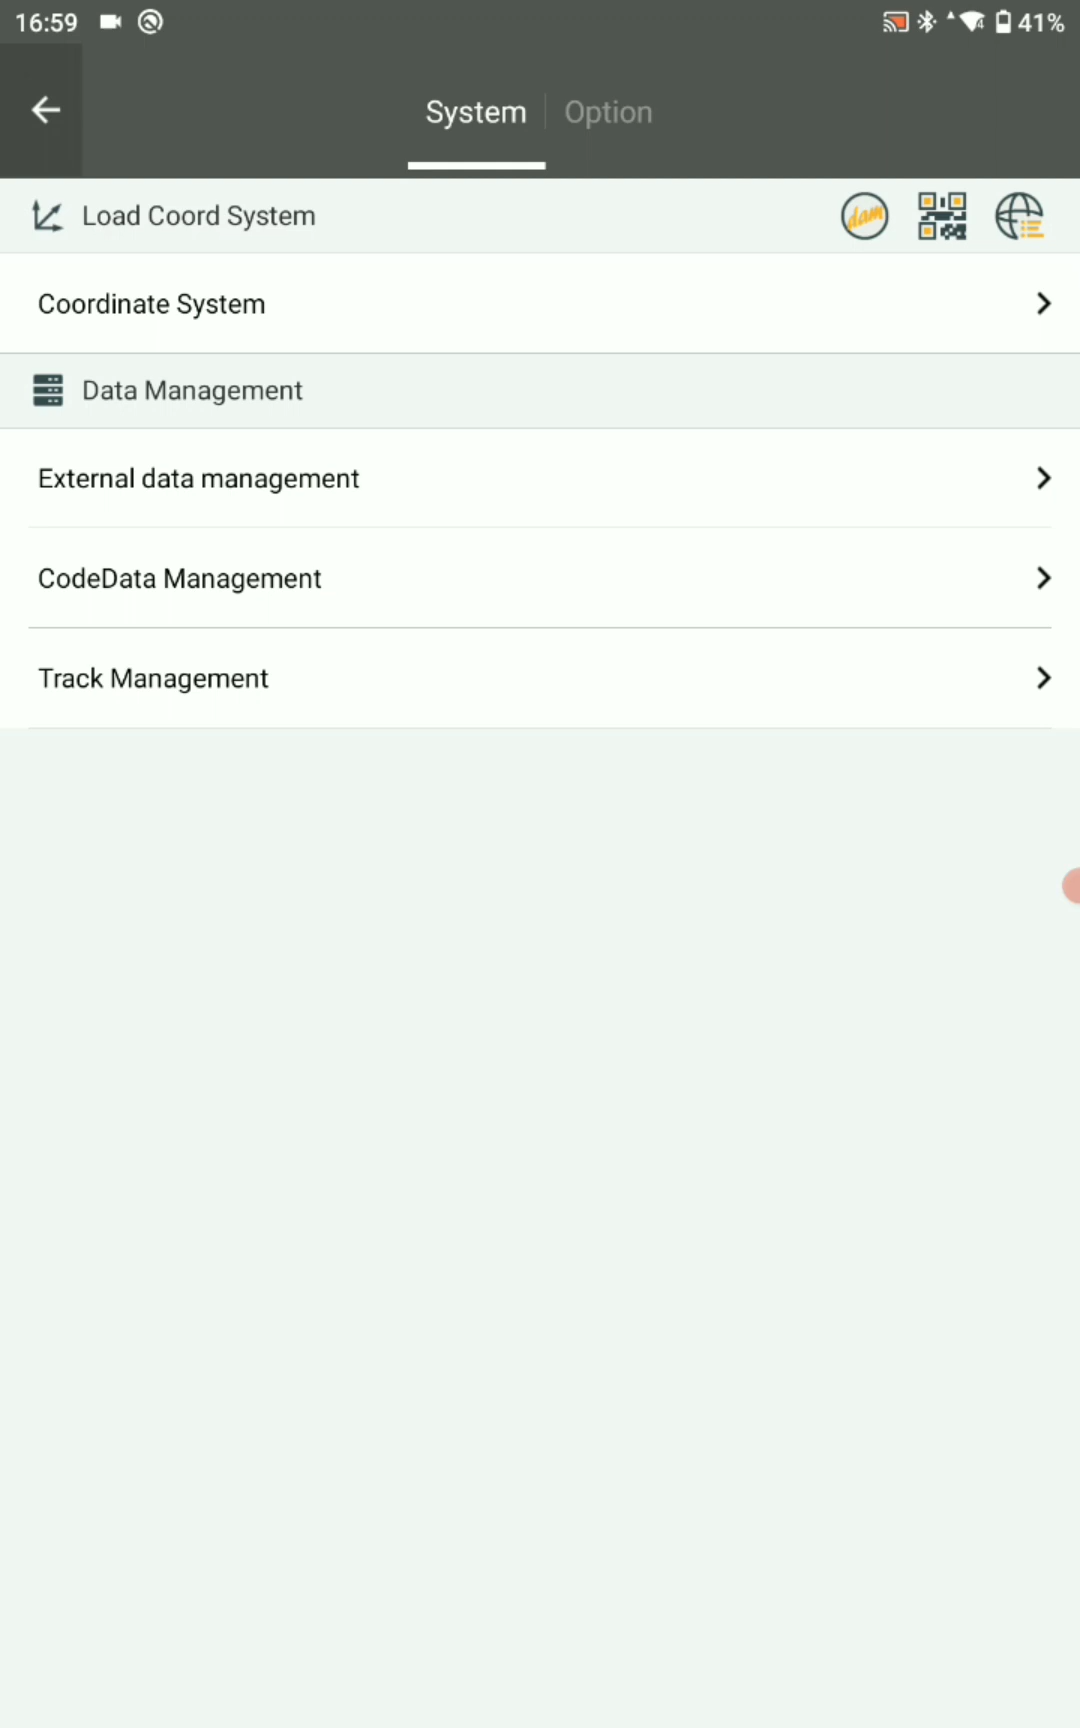 16:59 41%
System Option
Load Coord System dam
Coordinate System
Data Management
External data management
CodeData Management
Track Management